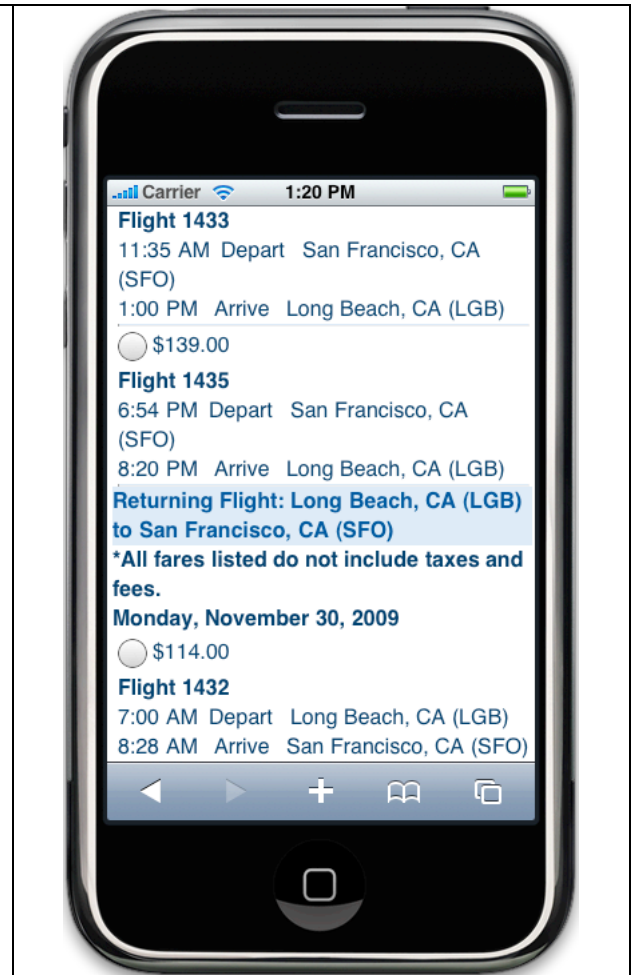 Carrier 1:20 PM
Flight 1433
11:35 AM Depart San Francisco, CA
(SFO)
1:00 PM Arrive Long Beach, CA (LGB)
$139.00
Flight 1435
6:54 PM Depart San Francisco, CA
(SFO)
8:20 PM Arrive Long Beach, CA (LGB)
Returning Flight: Long Beach, CA (LGB)
to San Francisco, CA (SFO)
*All fares listed do not include taxes and
fees.
Monday, November 30, 2009
$114.00
Flight 1432
7:00 AM Depart Long Beach, CA (LGB)
8:28 AM Arrive San Francisco, CA (SFO)